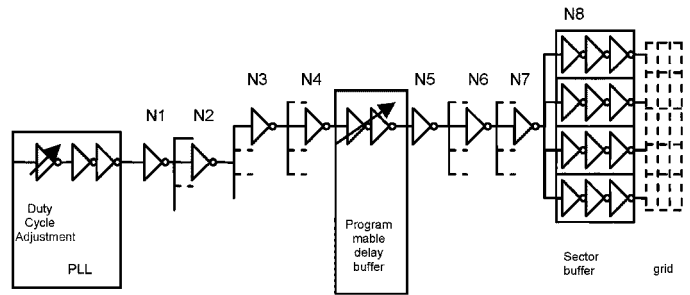 N8
N3
N4
N5
N6
N7
N1
N2
Duty
Cycle
Adjustment
PLL
Program
mable
delay
buffer
Sector
buffer
grid